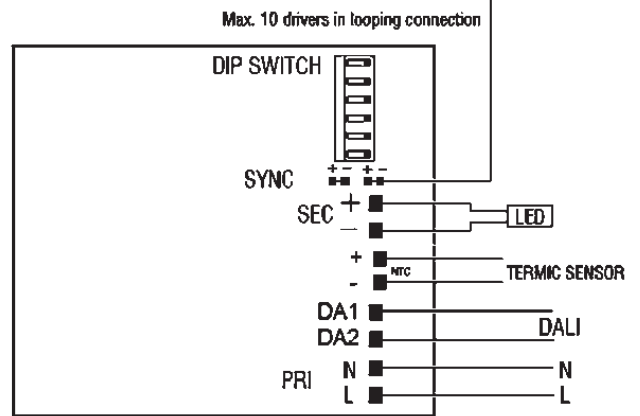 Max. 10 drivers in looping connection
DIP SWITCH
+ - + -
SYNC
SEC +
-
LED
+
NTC
-
TERMIC SENSOR
DA1
DA2
DALI
PRI
N N
L L